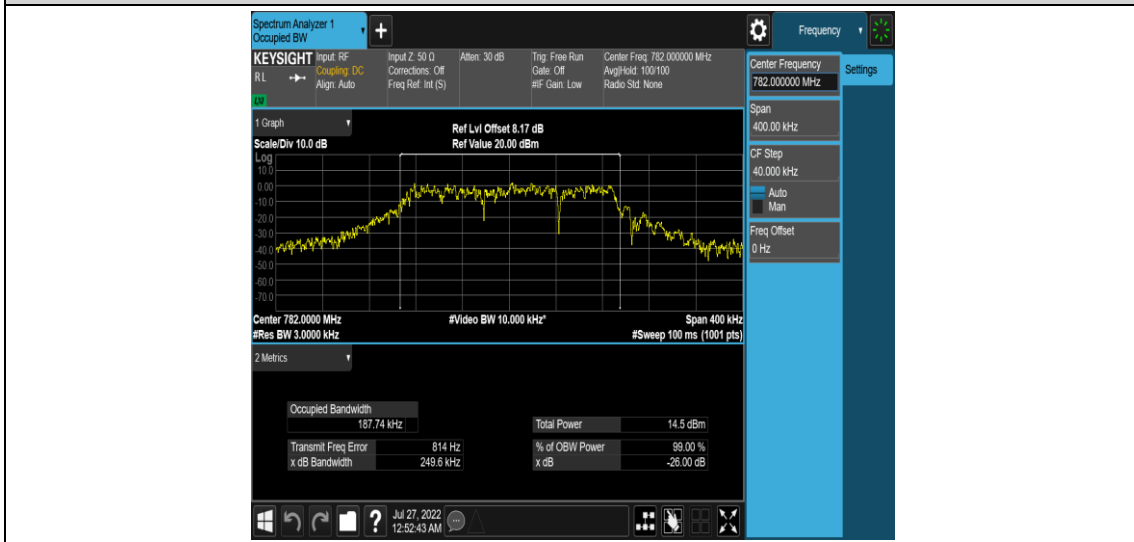 Spectrum Analyzer 1
Occupied BW
+
Frequency
KEYSIGHT
RL
LXI
Input: RF
Coupling: DC
Align: Auto
Input Z: 50 Ω
Corrections: Off
Freq Ref: Int (S)
Atten: 30 dB
Trig: Free Run
Gate: Off
#IF Gain: Low
Center Freq: 782.000000 MHz
Avg|Hold: 100/100
Radio Std: None
Center Frequency
782.000000 MHz
Settings
Span
400.00 kHz
CF Step
40.000 kHz
Auto
Man
Freq Offset
0 Hz
1 Graph
Scale/Div 10.0 dB
Ref Lvl Offset 8.17 dB
Ref Value 20.00 dBm
Log
10.0
0.00
-10.0
-20.0
-30.0
-40.0
-50.0
-60.0
-70.0
Center 782.0000 MHz
#Res BW 3.0000 kHz
#Video BW 10.000 kHz*
Span 400 kHz
#Sweep 100 ms (1001 pts)
2 Metrics
Occupied Bandwidth
187.74 kHz
Total Power 14.5 dBm
Transmit Freq Error 814 Hz
% of OBW Power 99.00 %
x dB Bandwidth 249.6 kHz
x dB -26.00 dB
?
Jul 27, 2022
12:52:43 AM